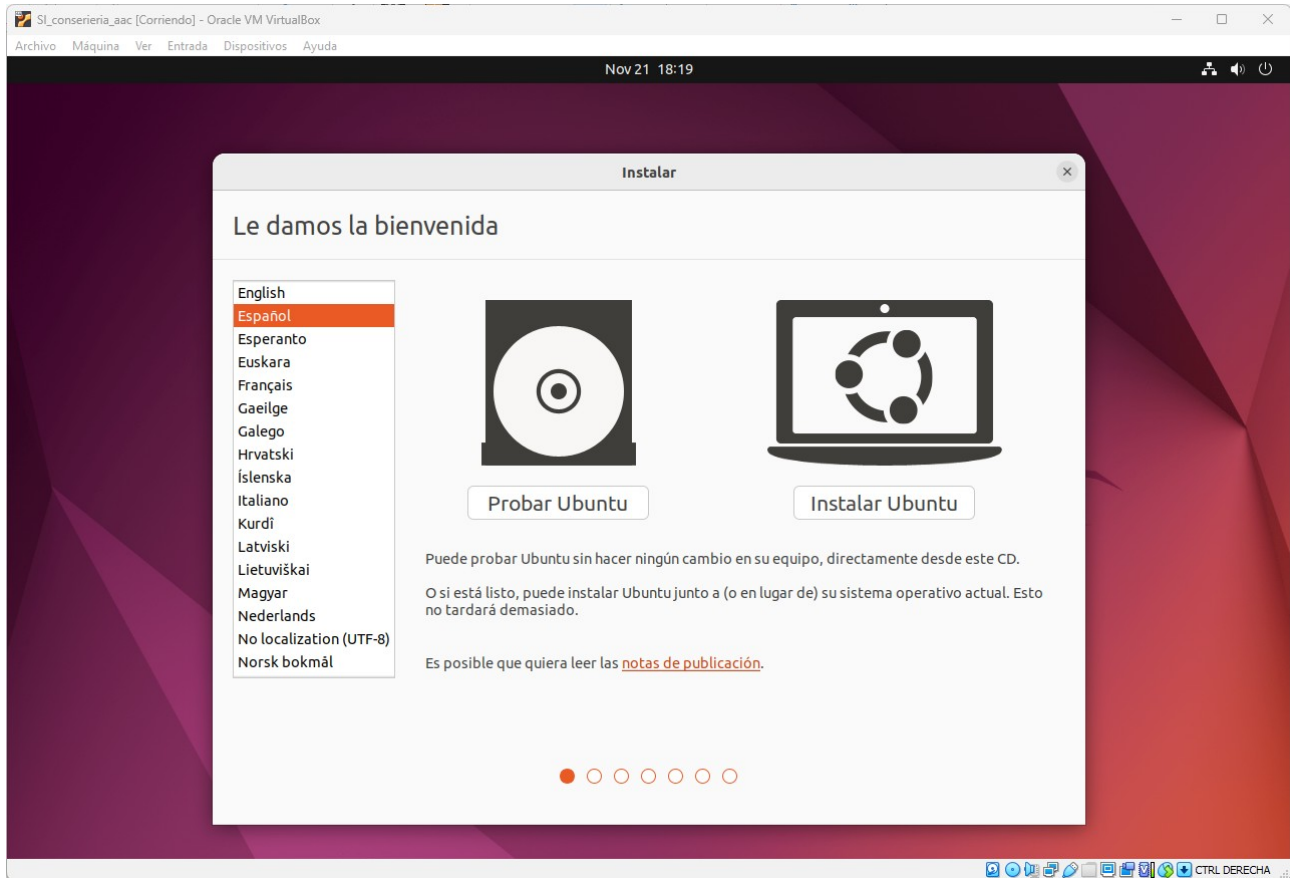 SI_conserieria_aac [Corriendo] - Oracle VM VirtualBox
Archivo Máquina Ver Entrada Dispositivos Ayuda
Nov 21 18:19
Instalar
Le damos la bienvenida
English
Español
Esperanto
Euskara
Français
Gaeilge
Galego
Hrvatski
Íslenska
Italiano
Kurdî
Latviski
Lietuviškai
Magyar
Nederlands
No localization (UTF-8)
Norsk bokmål
Probar Ubuntu
Instalar Ubuntu
Puede probar Ubuntu sin hacer ningún cambio en su equipo, directamente desde este CD.
O si está listo, puede instalar Ubuntu junto a (o en lugar de) su sistema operativo actual. Esto
no tardará demasiado.
Es posible que quiera leer las notas de publicación.
CTRL DERECHA